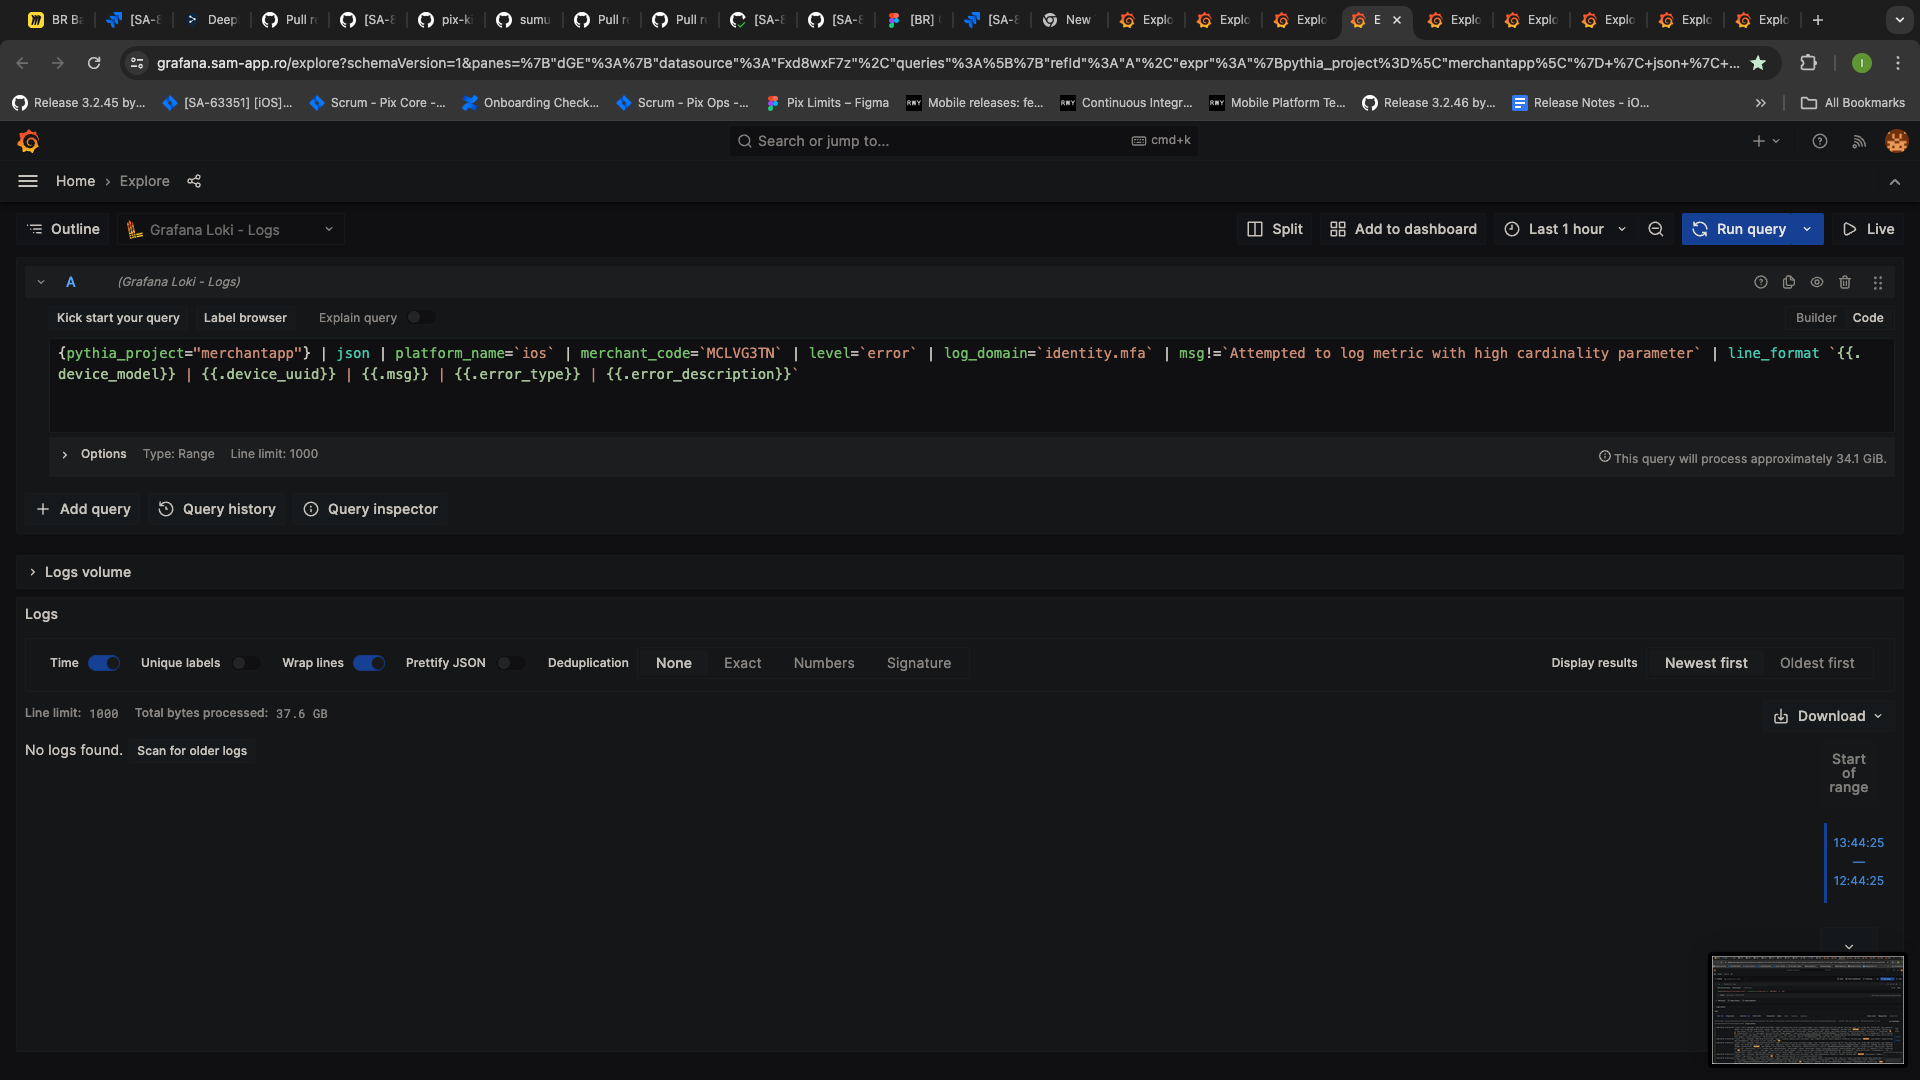 BR Ba
[SA-8
Deep
Pull re
[SA-8
pix-ki
sumu
Pull re
Pull re
[SA-8
[SA-8
[BR]
[SA-8
New
Explo
Explo
Explo
E
Explo
Explo
Explo
Explo
Explo
grafana.sam-app.ro/explore?schemaVersion=1&panes=%7B"dGE"%3A%7B"datasource"%3A"Fxd8wxF7z"%2C"queries"%3A%5B%7B"refId"%3A"A"%2C"expr"%3A"%7Bpythia_project%3D%5C"merchantapp%5C"%7D+%7C+json+%7C+...
I
Release 3.2.45 by...
[SA-63351] [iOS]...
Scrum - Pix Core -...
Onboarding Check...
Scrum - Pix Ops -...
Pix Limits – Figma
Mobile releases: fe...
Continuous Integr...
Mobile Platform Te...
Release 3.2.46 by...
Release Notes - iO...
All Bookmarks
Search or jump to...
cmd+k
Home
Explore
Outline
Grafana Loki - Logs
Split
Add to dashboard
Last 1 hour
Run query
Live
A
(Grafana Loki - Logs)
Kick start your query
Label browser
Explain query
Builder
Code
{pythia_project="merchantapp"} | json | platform_name=`ios` | merchant_code=`MCLVG3TN` | level=`error` | log_domain=`identity.mfa` | msg!=`Attempted to log metric with high cardinality parameter` | line_format `{{.
device_model}} | {{.device_uuid}} | {{.msg}} | {{.error_type}} | {{.error_description}}`
Options
Type: Range
Line limit: 1000
This query will process approximately 34.1 GiB.
Add query
Query history
Query inspector
Logs volume
Logs
Time
Unique labels
Wrap lines
Prettify JSON
Deduplication
None
Exact
Numbers
Signature
Display results
Newest first
Oldest first
Line limit: 1000
Total bytes processed: 37.6 GB
Download
No logs found.
Scan for older logs
Start
of
range
13:44:25
—
12:44:25